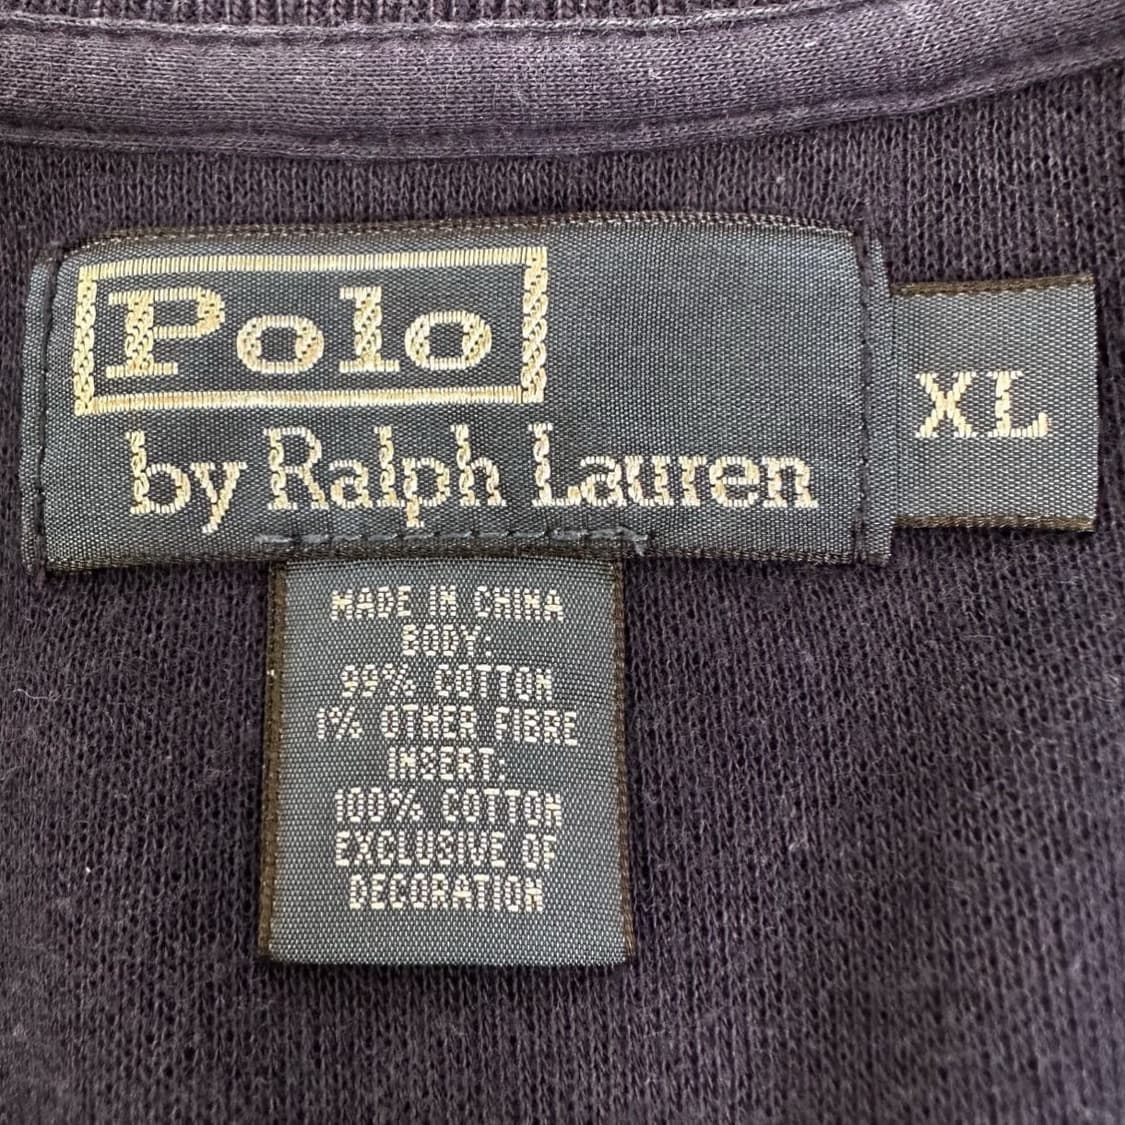 Polo
by Ralph Lauren
XL
MADE IN CHINA
BODY:
99% COTTON
1% OTHER FIBRE
INSERT:
100% COTTON
EXCLUSIVE OF
DECORATION